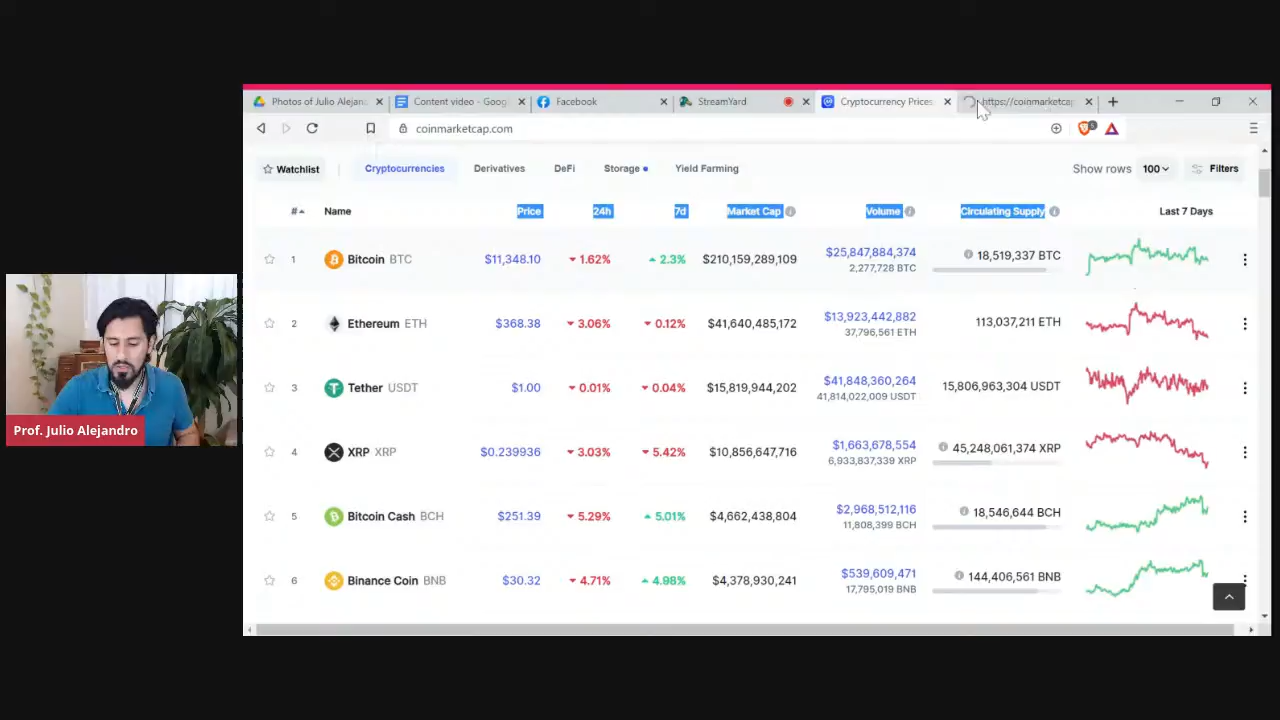 Photos of Julio Alejan
Content video - Goog
Facebook
StreamYard
Cryptocurrency Prices
https://coinmarketcap
coinmarketcap.com
5
Watchlist
Cryptocurrencies
Derivatives
DeFi
Storage
Yield Farming
Show rows 100
Filters
# Name Price 24h 7d Market Cap Volume Circulating Supply Last 7 Days
1 Bitcoin BTC $11,348.10 1.62% 2.3% $210,159,289,109 $25,847,884,374 18,519,337 BTC
2,277,728 BTC
2 Ethereum ETH $368.38 3.06% 0.12% $41,640,485,172 $13,923,442,882 113,037,211 ETH
37,796,561 ETH
3 Tether USDT $1.00 0.01% 0.04% $15,819,944,202 $41,848,360,264 15,806,963,304 USDT
41,814,022,009 USDT
4 XRP XRP $0.239936 3.03% 5.42% $10,856,647,716 $1,663,678,554 45,248,061,374 XRP
6,933,837,339 XRP
5 Bitcoin Cash BCH $251.39 5.29% 5.01% $4,662,438,804 $2,968,512,116 18,546,644 BCH
11,808,399 BCH
6 Binance Coin BNB $30.32 4.71% 4.98% $4,378,930,241 $539,609,471 144,406,561 BNB
17,795,019 BNB
Prof. Julio Alejandro